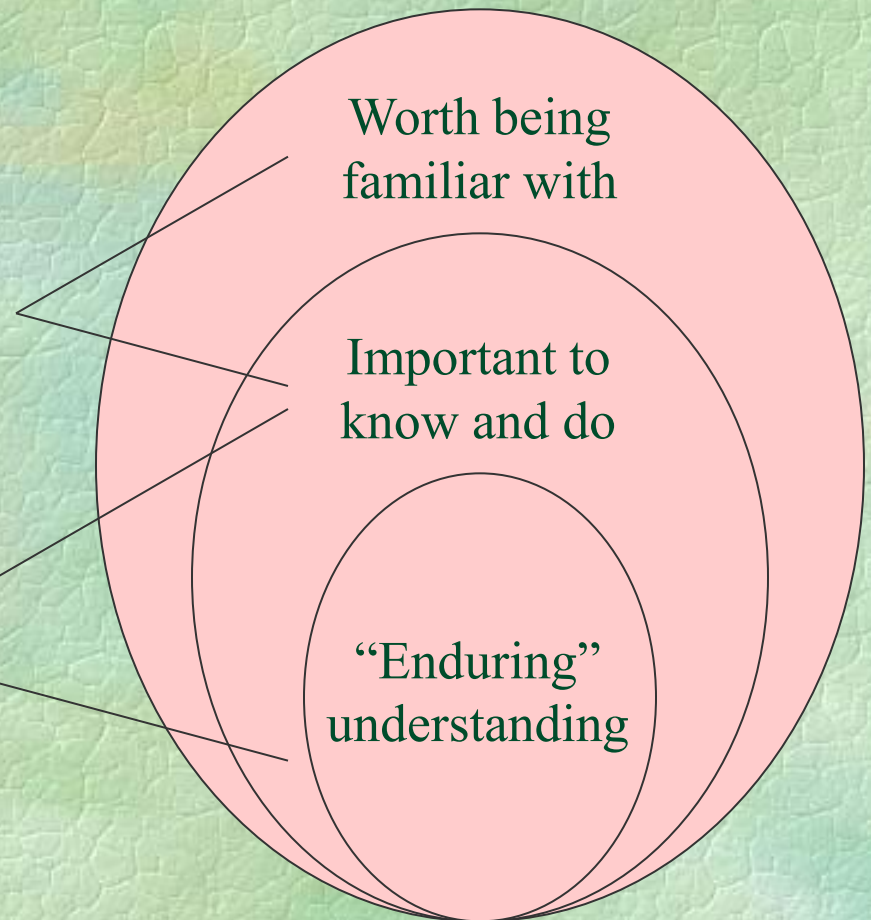 Worth being
familiar with
Important to
know and do
“Enduring”
understanding